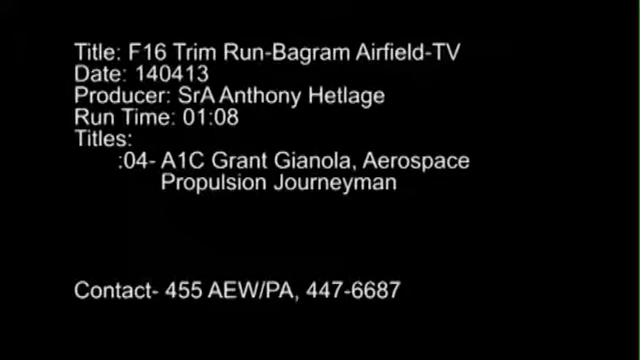 Title: F16 Trim Run-Bagram Airfield-TV
Date: 140413
Producer: SrA Anthony Hetlage
Run Time: 01:08
Titles:
:04- A1C Grant Gianola, Aerospace
Propulsion Journeyman
Contact- 455 AEW/PA, 447-6687